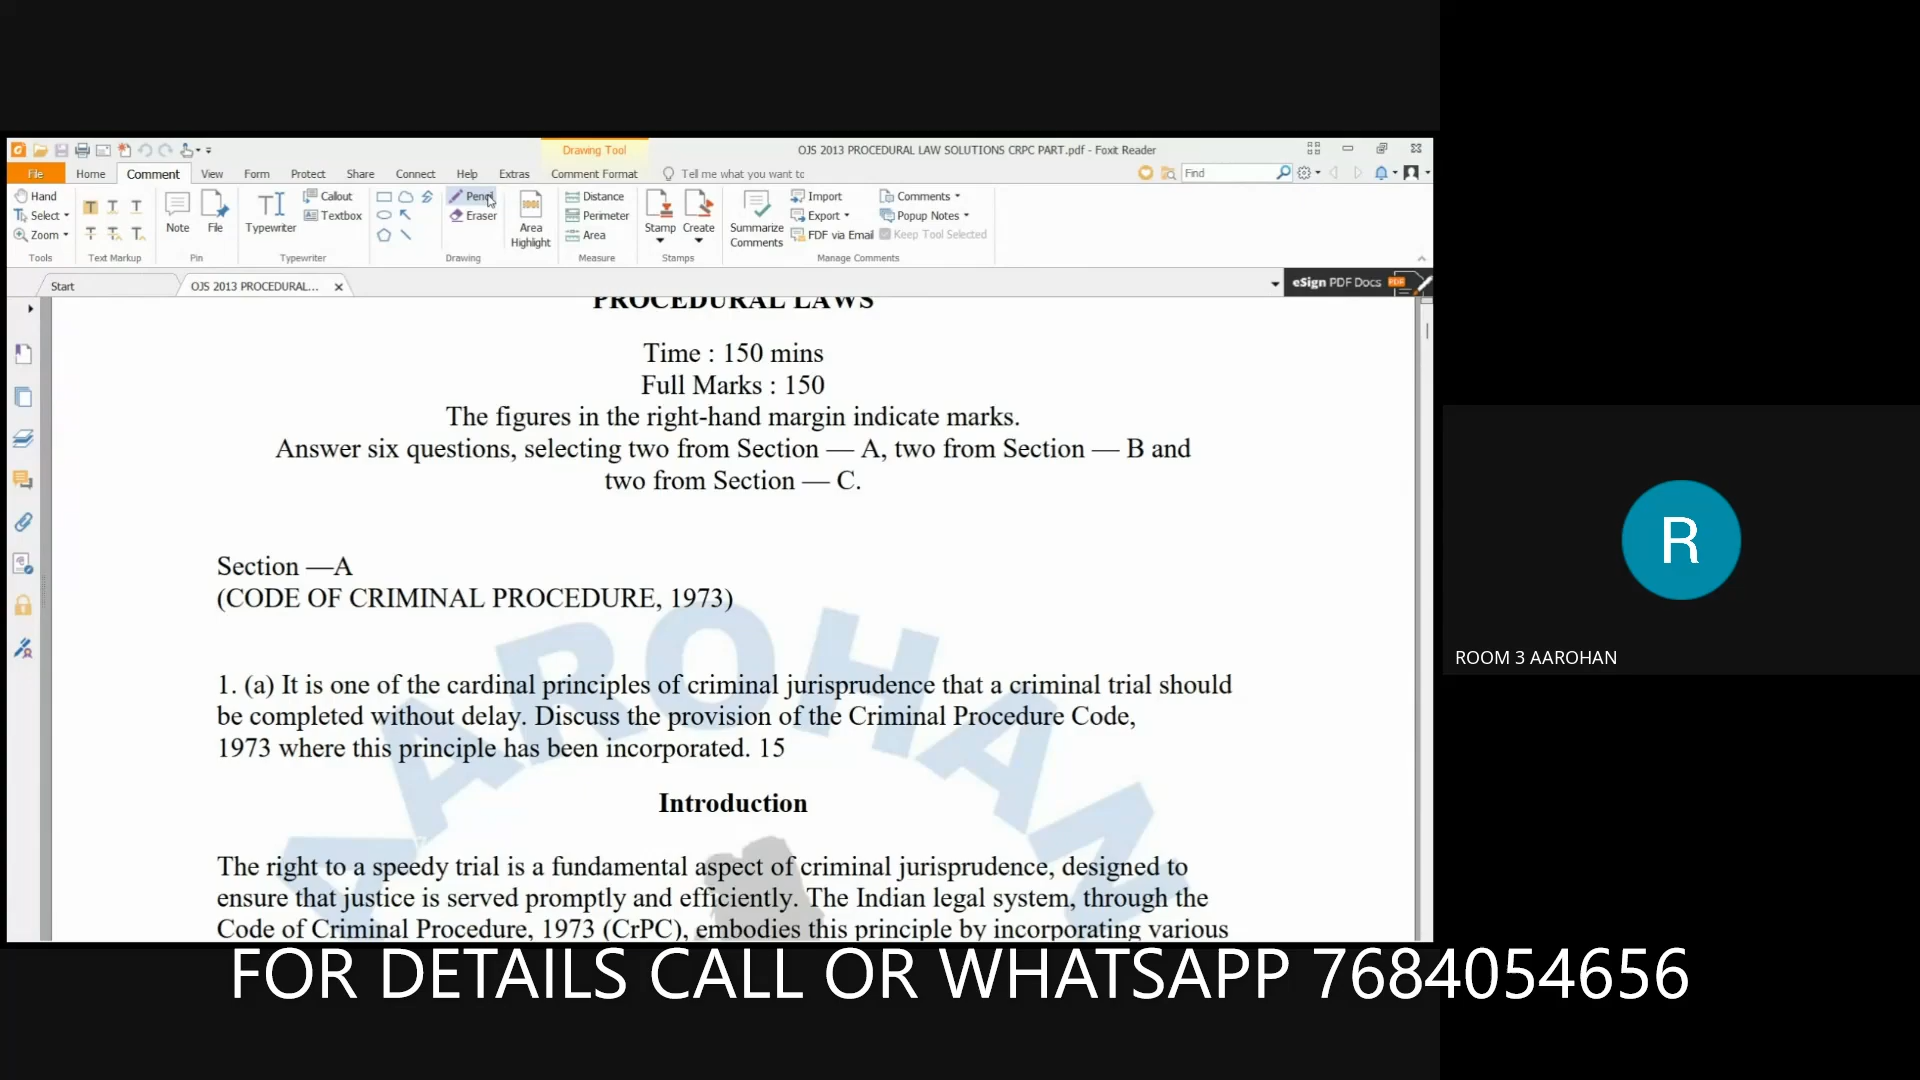 Drawing Tool
OJS 2013 PROCEDURAL LAW SOLUTIONS CRPC PART.pdf - Foxit Reader
File Home Comment View Form Protect Share Connect Help Extras Comment Format Tell me what you want to Find
Hand
Select
Zoom
Tools
Text Markup
Note
File
Pin
Typewriter
Callout
Textbox
Typewriter
Pencil
Eraser
Drawing
Area
Highlight
Distance
Perimeter
Area
Measure
Stamp
Create
Stamps
Summarize
Comments
Import
Export
FDF via Email
Comments
Popup Notes
Keep Tool Selected
Manage Comments
Start
OJS 2013 PROCEDURAL...
eSign PDF Docs
PROCEDURAL LAWS
Time : 150 mins
Full Marks : 150
The figures in the right-hand margin indicate marks.
Answer six questions, selecting two from Section — A, two from Section — B and
two from Section — C.
Section —A
(CODE OF CRIMINAL PROCEDURE, 1973)
1. (a) It is one of the cardinal principles of criminal jurisprudence that a criminal trial should
be completed without delay. Discuss the provision of the Criminal Procedure Code,
1973 where this principle has been incorporated. 15
Introduction
The right to a speedy trial is a fundamental aspect of criminal jurisprudence, designed to
ensure that justice is served promptly and efficiently. The Indian legal system, through the
Code of Criminal Procedure, 1973 (CrPC), embodies this principle by incorporating various
AAROHAN
R
ROOM 3 AAROHAN
FOR DETAILS CALL OR WHATSAPP 7684054656